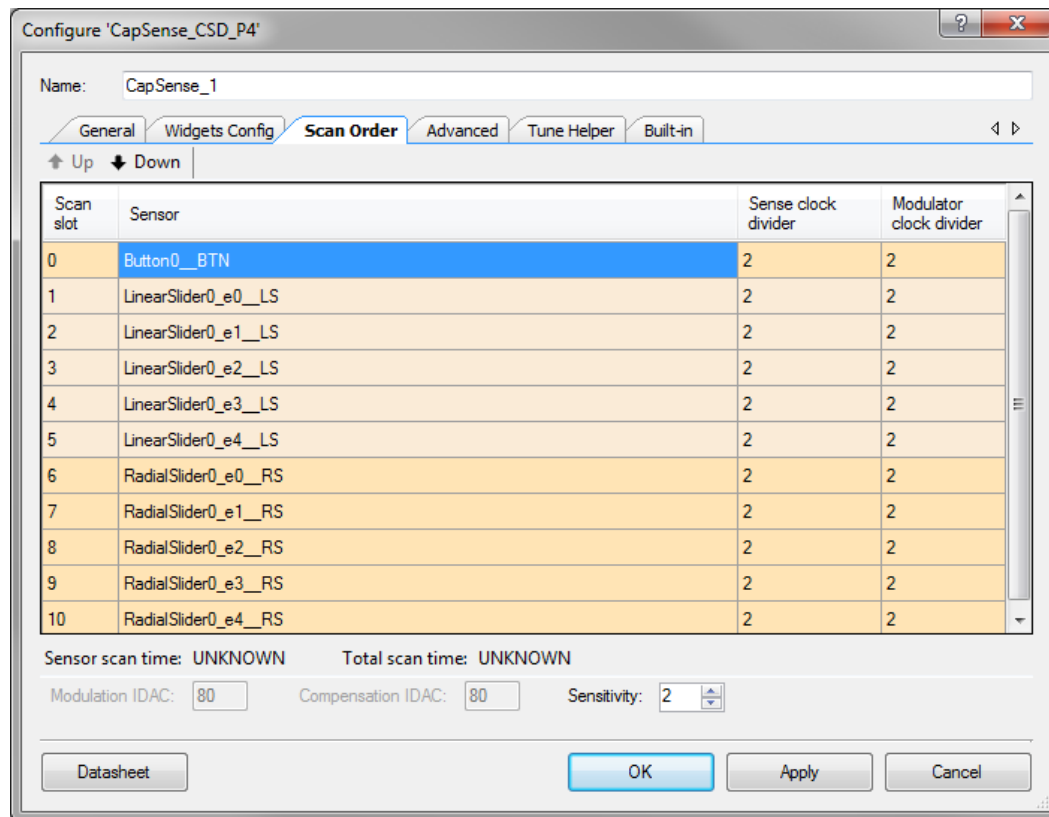 Configure 'CapSense_CSD_P4'
Name: CapSense_1
General Widgets Config Scan Order Advanced Tune Helper Built-in
Up Down
Scan slot Sensor Sense clock divider Modulator clock divider
0 Button0__BTN 2 2
1 LinearSlider0_e0__LS 2 2
2 LinearSlider0_e1__LS 2 2
3 LinearSlider0_e2__LS 2 2
4 LinearSlider0_e3__LS 2 2
5 LinearSlider0_e4__LS 2 2
6 RadialSlider0_e0__RS 2 2
7 RadialSlider0_e1__RS 2 2
8 RadialSlider0_e2__RS 2 2
9 RadialSlider0_e3__RS 2 2
10 RadialSlider0_e4__RS 2 2
Sensor scan time: UNKNOWN Total scan time: UNKNOWN
Modulation IDAC: 80 Compensation IDAC: 80 Sensitivity: 2
Datasheet OK Apply Cancel